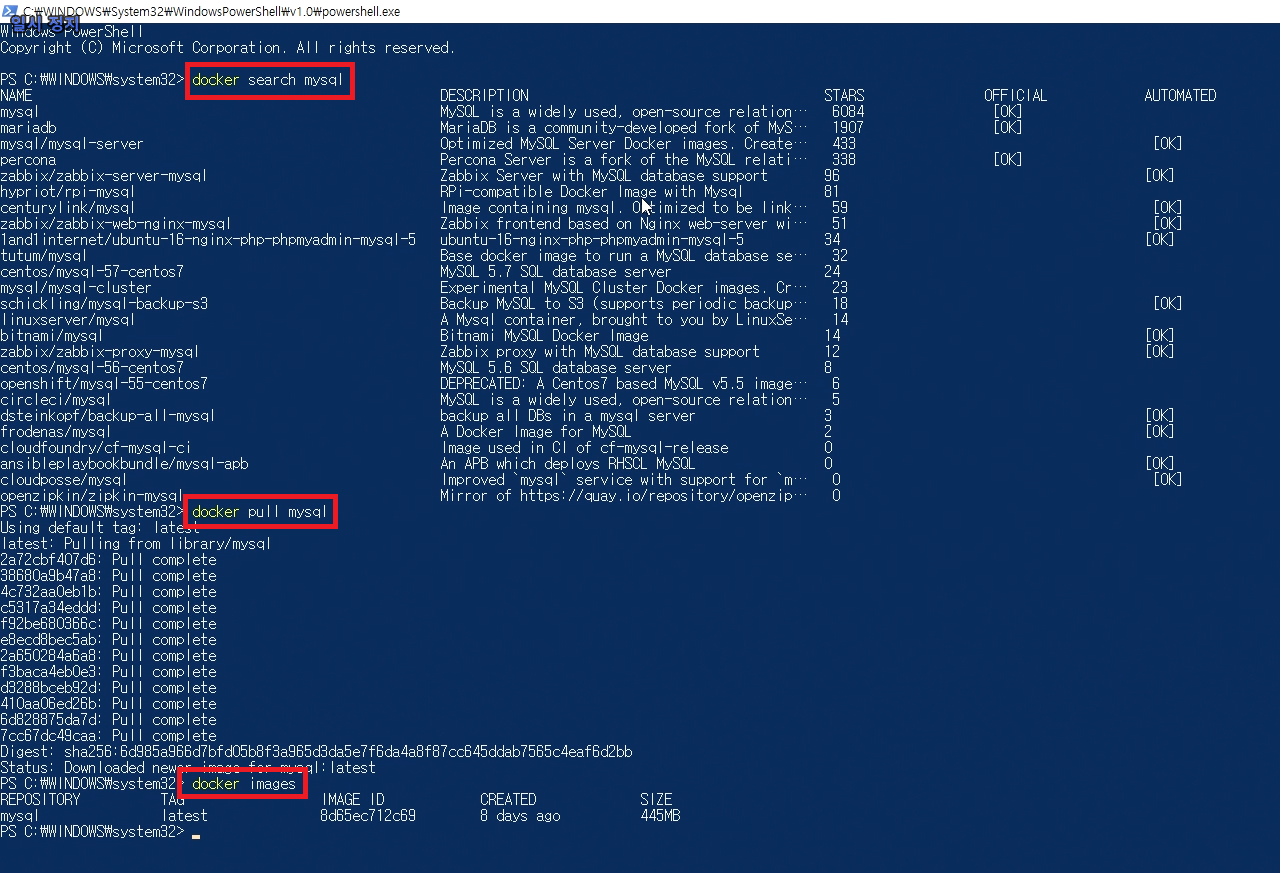 C:₩WINDOWS₩System32₩WindowsPowerShell₩v1.0₩powershell.exe
일시 정지
Windows PowerShell
Copyright (C) Microsoft Corporation. All rights reserved.
PS C:₩WINDOWS₩system32> docker search mysql
NAME DESCRIPTION STARS OFFICIAL AUTOMATED
mysql MySQL is a widely used, open-source relation… 6084 [OK]
mariadb MariaDB is a community-developed fork of MyS… 1907 [OK]
mysql/mysql-server Optimized MySQL Server Docker images. Create… 433 [OK]
percona Percona Server is a fork of the MySQL relati… 338 [OK]
zabbix/zabbix-server-mysql Zabbix Server with MySQL database support 96 [OK]
hypriot/rpi-mysql RPi-compatible Docker Image with Mysql 81
centurylink/mysql Image containing mysql. Optimized to be link… 59 [OK]
zabbix/zabbix-web-nginx-mysql Zabbix frontend based on Nginx web-server wi… 51 [OK]
1and1internet/ubuntu-16-nginx-php-phpmyadmin-mysql-5 ubuntu-16-nginx-php-phpmyadmin-mysql-5 34 [OK]
tutum/mysql Base docker image to run a MySQL database se… 32
centos/mysql-57-centos7 MySQL 5.7 SQL database server 24
mysql/mysql-cluster Experimental MySQL Cluster Docker images. Cr… 23
schickling/mysql-backup-s3 Backup MySQL to S3 (supports periodic backup… 18 [OK]
linuxserver/mysql A Mysql container, brought to you by LinuxSe… 14
bitnami/mysql Bitnami MySQL Docker Image 14 [OK]
zabbix/zabbix-proxy-mysql Zabbix proxy with MySQL database support 12 [OK]
centos/mysql-56-centos7 MySQL 5.6 SQL database server 8
openshift/mysql-55-centos7 DEPRECATED: A Centos7 based MySQL v5.5 image… 6
circleci/mysql MySQL is a widely used, open-source relation… 5
dsteinkopf/backup-all-mysql backup all DBs in a mysql server 3 [OK]
frodenas/mysql A Docker Image for MySQL 2 [OK]
cloudfoundry/cf-mysql-ci Image used in CI of cf-mysql-release 0
ansibleplaybookbundle/mysql-apb An APB which deploys RHSCL MySQL 0 [OK]
cloudposse/mysql Improved `mysql` service with support for `m… 0 [OK]
openzipkin/zipkin-mysql Mirror of https://quay.io/repository/openzip… 0
PS C:₩WINDOWS₩system32> docker pull mysql
Using default tag: latest
latest: Pulling from library/mysql
2a72cbf407d6: Pull complete
38680a9b47a8: Pull complete
4c732aa0eb1b: Pull complete
c5317a34eddd: Pull complete
f92be680366c: Pull complete
e8ecd8bec5ab: Pull complete
2a650284a6a8: Pull complete
f3baca4eb0e3: Pull complete
d3288bceb92d: Pull complete
410aa06ed26b: Pull complete
6d828875da7d: Pull complete
7cc67dc49caa: Pull complete
Digest: sha256:6d985a966d7bfd05b8f3a965d3da5e7f6da4a8f87cc645ddab7565c4eaf6d2bb
Status: Downloaded newer image for mysql:latest
PS C:₩WINDOWS₩system32> docker images
REPOSITORY TAG IMAGE ID CREATED SIZE
mysql latest 8d65ec712c69 8 days ago 445MB
PS C:₩WINDOWS₩system32>